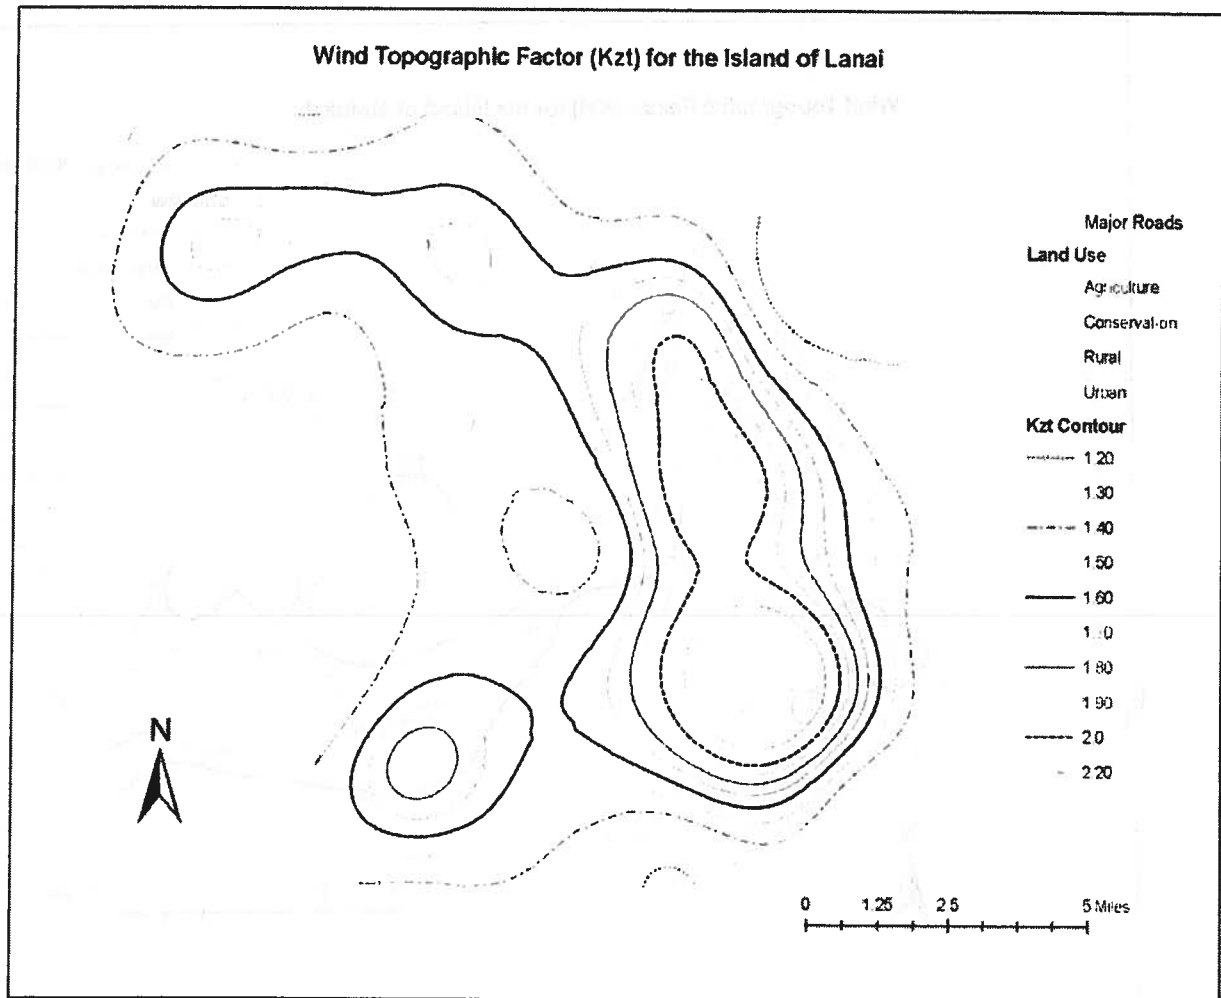 Wind Topographic Factor (Kzt) for the Island of Lanai
Major Roads
Land Use
Agriculture
Conservation
Rural
Urban
Kzt Contour
1.20
1.30
1.40
1.50
1.60
1.80
1.90
2.0
2.20
N
0 1.25 2.5 5 Miles